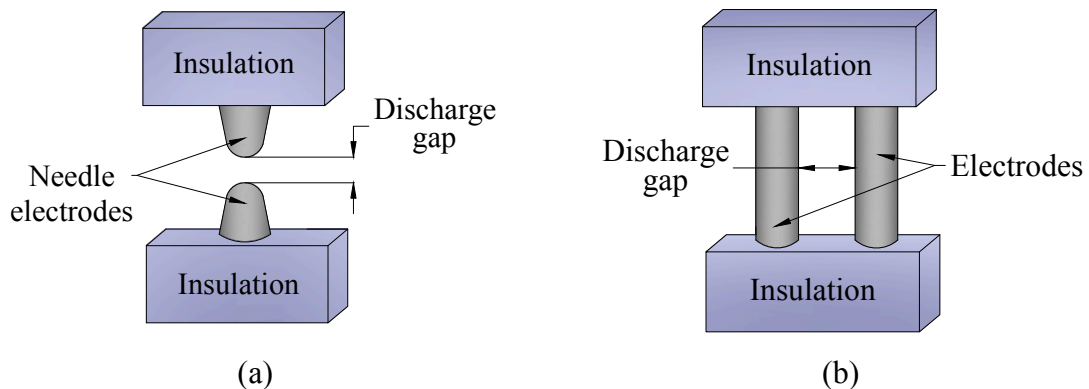 Insulation
Discharge
gap
Needle
electrodes
Insulation
(a)
Insulation
Discharge
gap
Electrodes
Insulation
(b)